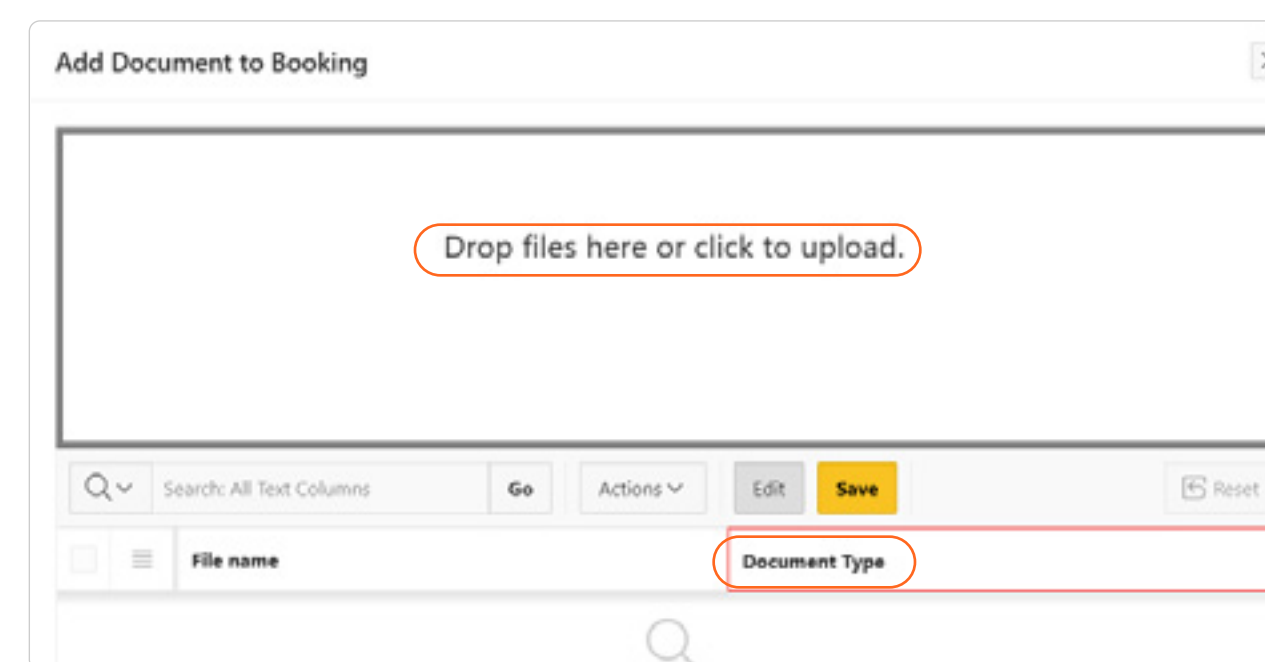 Add Document to Booking
Drop files here or click to upload.
Search: All Text Columns Go Actions Edit Save Reset
File name Document Type